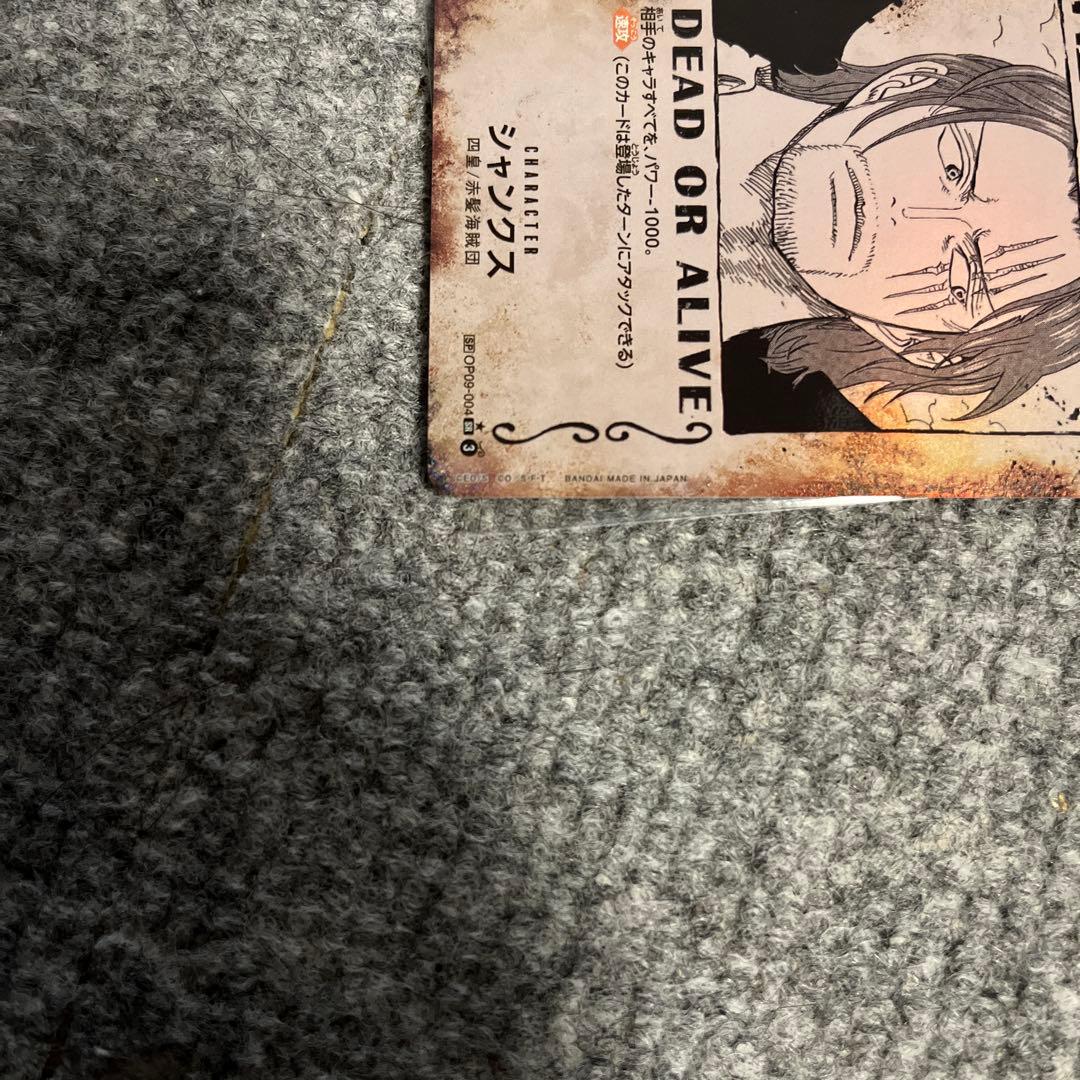 DEAD OR ALIVE
相手のキャラすべてを、パワー-1000。
速攻 (このカードは登場したターンにアタックできる)
CHARACTER
シャンクス
四皇/赤髪海賊団
SP OP09-004 SR 3
BANDAI MADE IN JAPAN